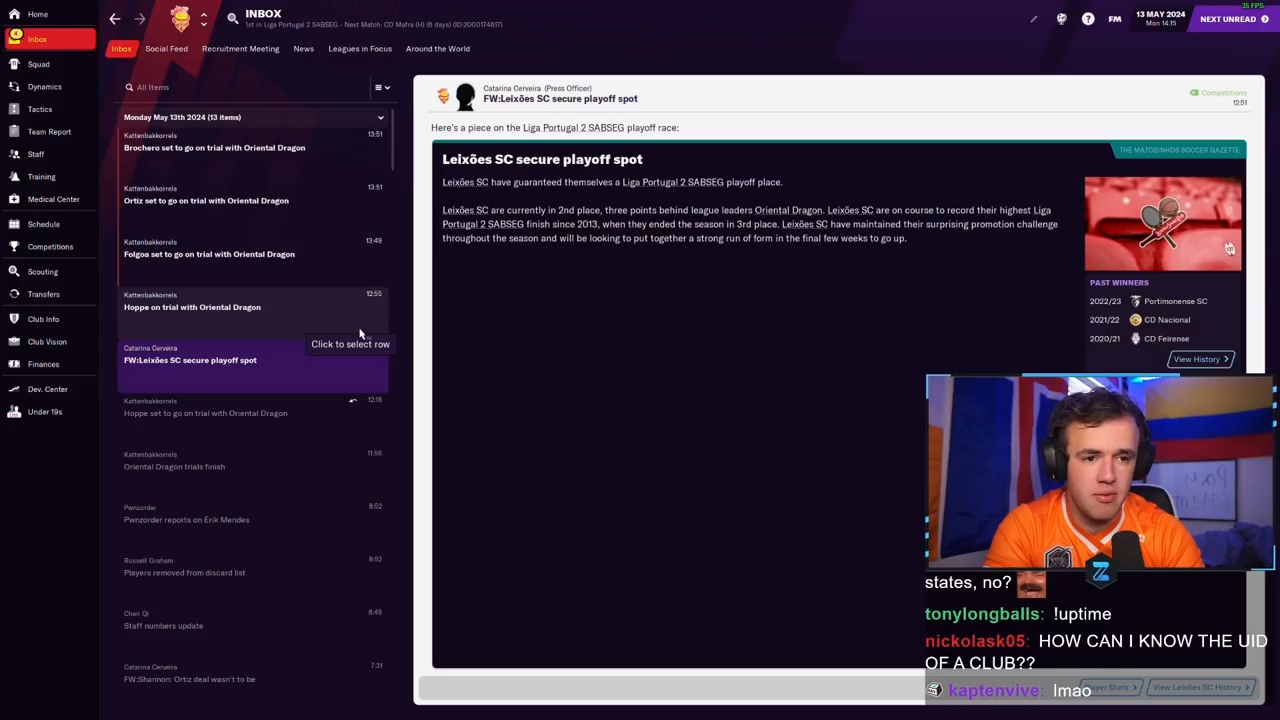 Home
INBOX
1st in Liga Portugal 2 SABSEG - Next Match: CD Mafra (H) (6 days) (ID:2000174617)
35 FPS
FM
13 MAY 2024
Mon 14:15
NEXT UNREAD
4
Inbox
Squad
Dynamics
Tactics
Team Report
Staff
Training
Medical Center
Schedule
Competitions
Scouting
Transfers
Club Info
Club Vision
Finances
Dev. Center
Under 19s
Inbox
Social Feed
Recruitment Meeting
News
Leagues in Focus
Around the World
All Items
Monday May 13th 2024 (13 items)
Kattenbakkorrels 13:51
Brochero set to go on trial with Oriental Dragon
Kattenbakkorrels 13:51
Ortiz set to go on trial with Oriental Dragon
Kattenbakkorrels 13:49
Folgoa set to go on trial with Oriental Dragon
Kattenbakkorrels 12:55
Hoppe on trial with Oriental Dragon
Click to select row
Catarina Cerveira
FW:Leixões SC secure playoff spot
Kattenbakkorrels 12:18
Hoppe set to go on trial with Oriental Dragon
Kattenbakkorrels 11:56
Oriental Dragon trials finish
Pwnzorder 8:52
Pwnzorder reports on Erik Mendes
Russell Graham 8:52
Players removed from discard list
Chen Qi 8:49
Staff numbers update
Catarina Cerveira 7:31
FW:Shannon: Ortiz deal wasn't to be
Catarina Cerveira (Press Officer)
FW:Leixões SC secure playoff spot
Competitions
12:51
Here's a piece on the Liga Portugal 2 SABSEG playoff race:
THE MATOSINHOS SOCCER GAZETTE
Leixões SC secure playoff spot
Leixões SC have guaranteed themselves a Liga Portugal 2 SABSEG playoff place.
Leixões SC are currently in 2nd place, three points behind league leaders Oriental Dragon. Leixões SC are on course to record their highest Liga
Portugal 2 SABSEG finish since 2013, when they ended the season in 3rd place. Leixões SC have maintained their surprising promotion challenge
throughout the season and will be looking to put together a strong run of form in the final few weeks to go up.
PAST WINNERS
2022/23 Portimonense SC
2021/22 CD Nacional
2020/21 CD Feirense
View History
states, no?
tonylongballs: !uptime
nickolask05: HOW CAN I KNOW THE UID
OF A CLUB??
kaptenvive: lmao
Player Stats
View Leixões SC History